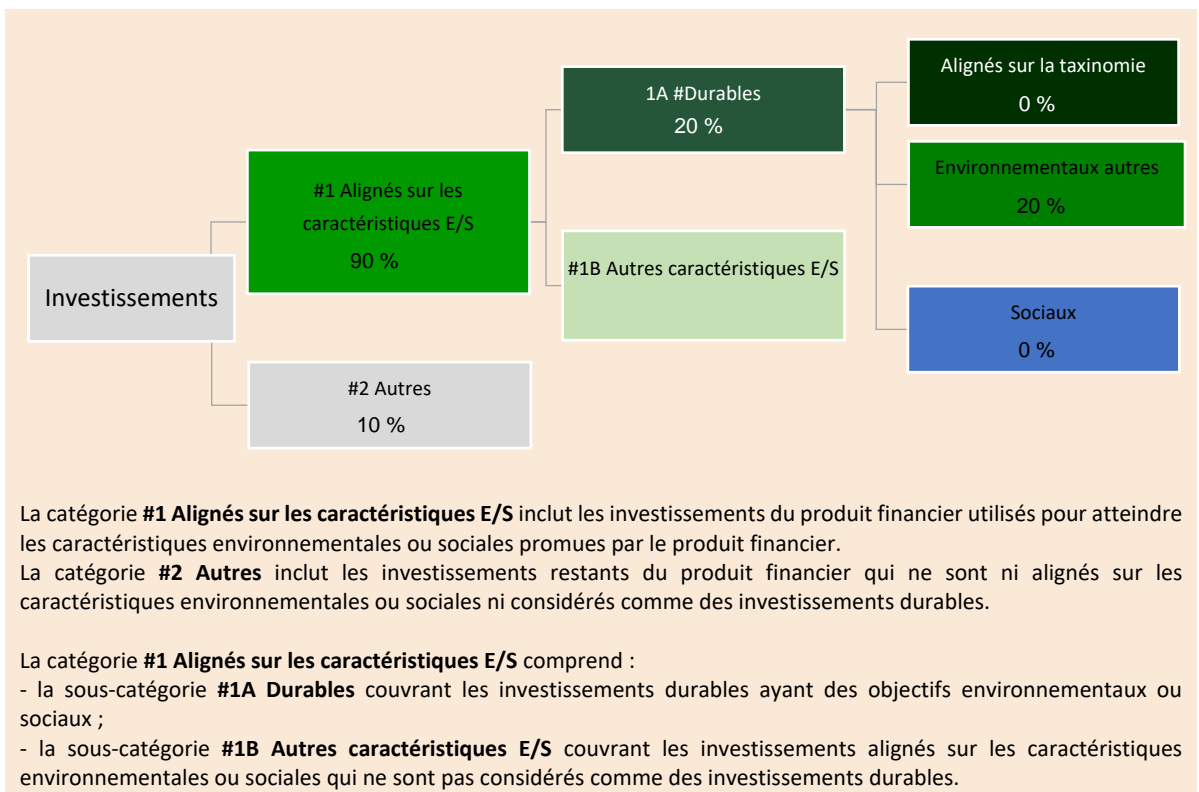 Alignés sur la taxinomie
0 %
1A #Durables
20 %
Environnementaux autres
20 %
#1 Alignés sur les
caractéristiques E/S
90 %
#1B Autres caractéristiques E/S
Investissements
Sociaux
0 %
#2 Autres
10 %
La catégorie #1 Alignés sur les caractéristiques E/S inclut les investissements du produit financier utilisés pour atteindre
les caractéristiques environnementales ou sociales promues par le produit financier.
La catégorie #2 Autres inclut les investissements restants du produit financier qui ne sont ni alignés sur les
caractéristiques environnementales ou sociales ni considérés comme des investissements durables.
La catégorie #1 Alignés sur les caractéristiques E/S comprend :
- la sous-catégorie #1A Durables couvrant les investissements durables ayant des objectifs environnementaux ou
sociaux ;
- la sous-catégorie #1B Autres caractéristiques E/S couvrant les investissements alignés sur les caractéristiques
environnementales ou sociales qui ne sont pas considérés comme des investissements durables.